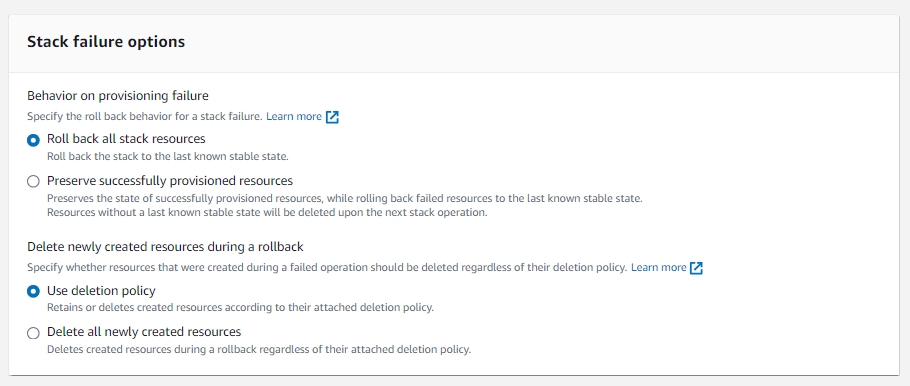 Stack failure options
Behavior on provisioning failure
Specify the roll back behavior for a stack failure. Learn more
Roll back all stack resources
Roll back the stack to the last known stable state.
Preserve successfully provisioned resources
Preserves the state of successfully provisioned resources, while rolling back failed resources to the last known stable state.
Resources without a last known stable state will be deleted upon the next stack operation.
Delete newly created resources during a rollback
Specify whether resources that were created during a failed operation should be deleted regardless of their deletion policy. Learn more
Use deletion policy
Retains or deletes created resources according to their attached deletion policy.
Delete all newly created resources
Deletes created resources during a rollback regardless of their attached deletion policy.